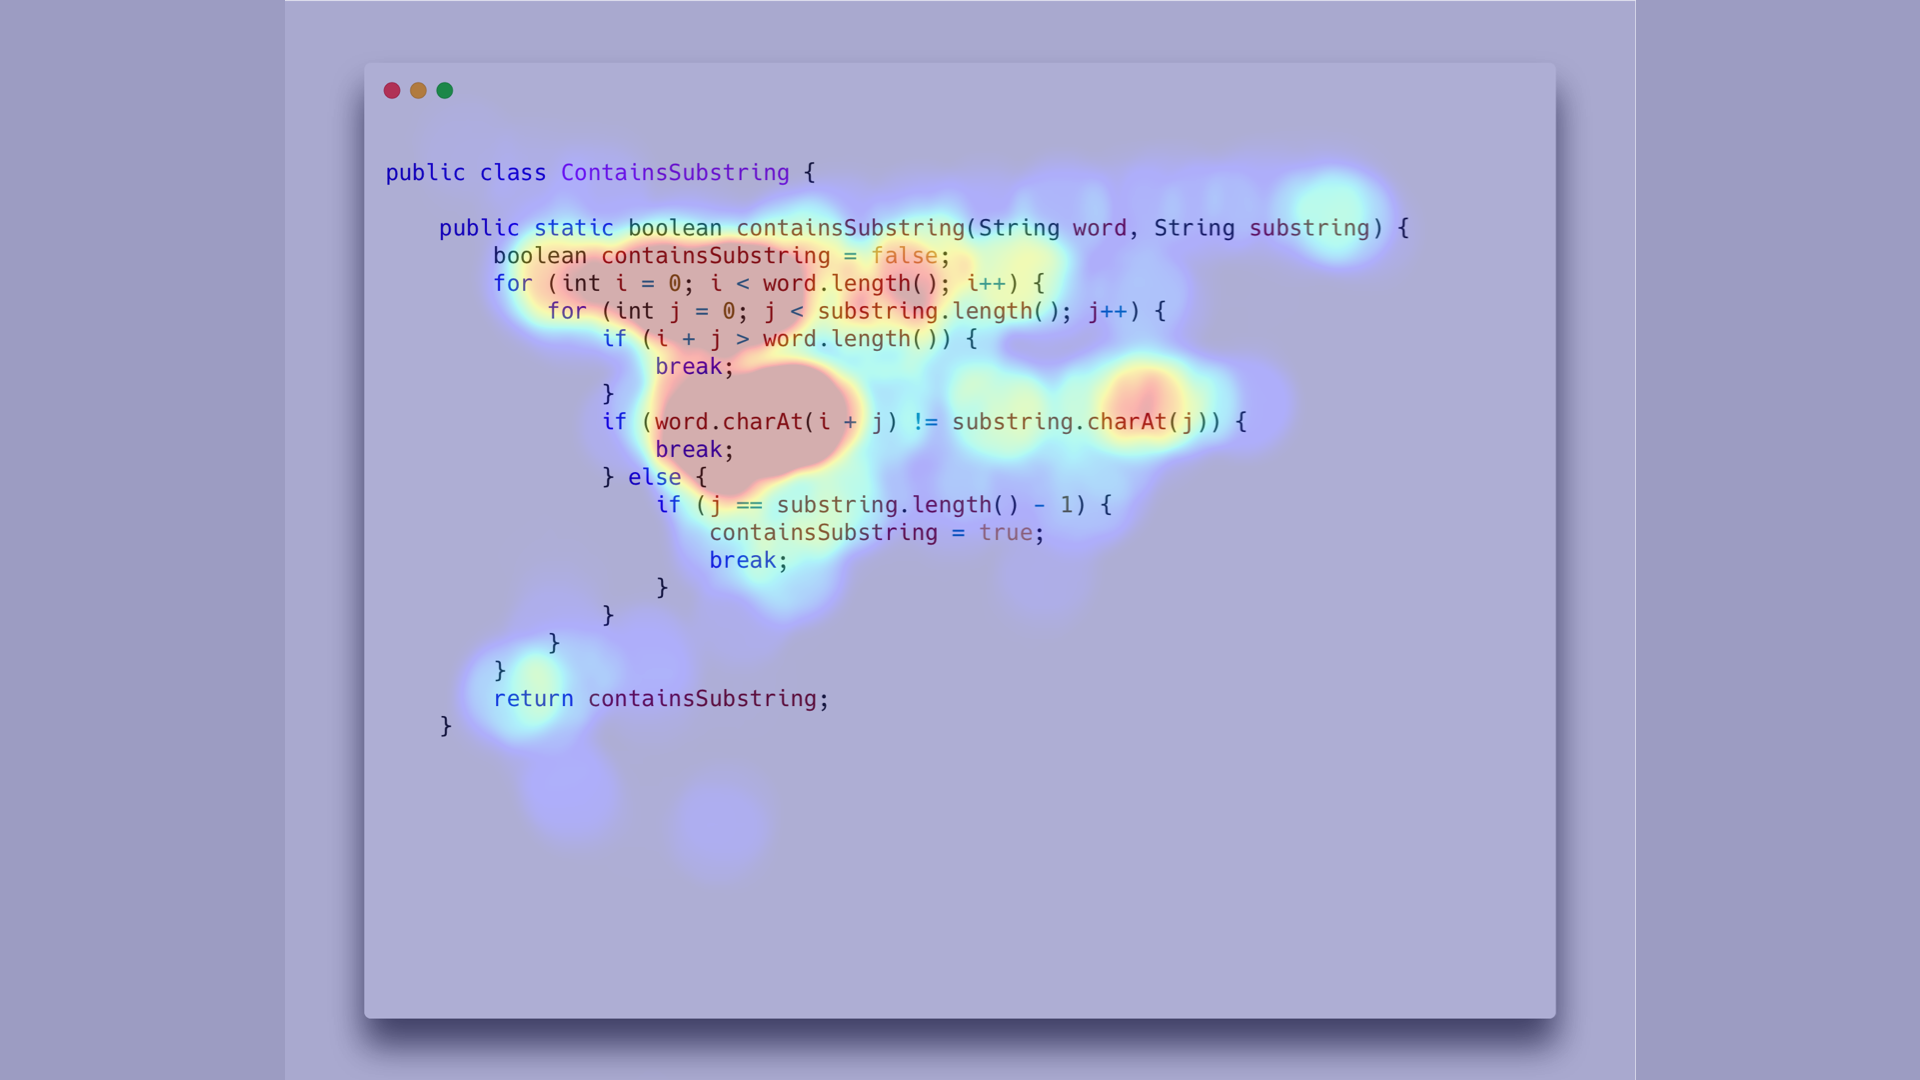 public class ContainsSubstring {
public static boolean containsSubstring(String word, String substring) {
boolean containsSubstring = false;
for (int i = 0; i < word.length(); i++) {
for (int j = 0; j < substring.length(); j++) {
if (i + j > word.length()) {
break;
}
if (word.charAt(i + j) != substring.charAt(j)) {
break;
} else {
if (j == substring.length() - 1) {
containsSubstring = true;
break;
}
}
}
}
return containsSubstring;
}